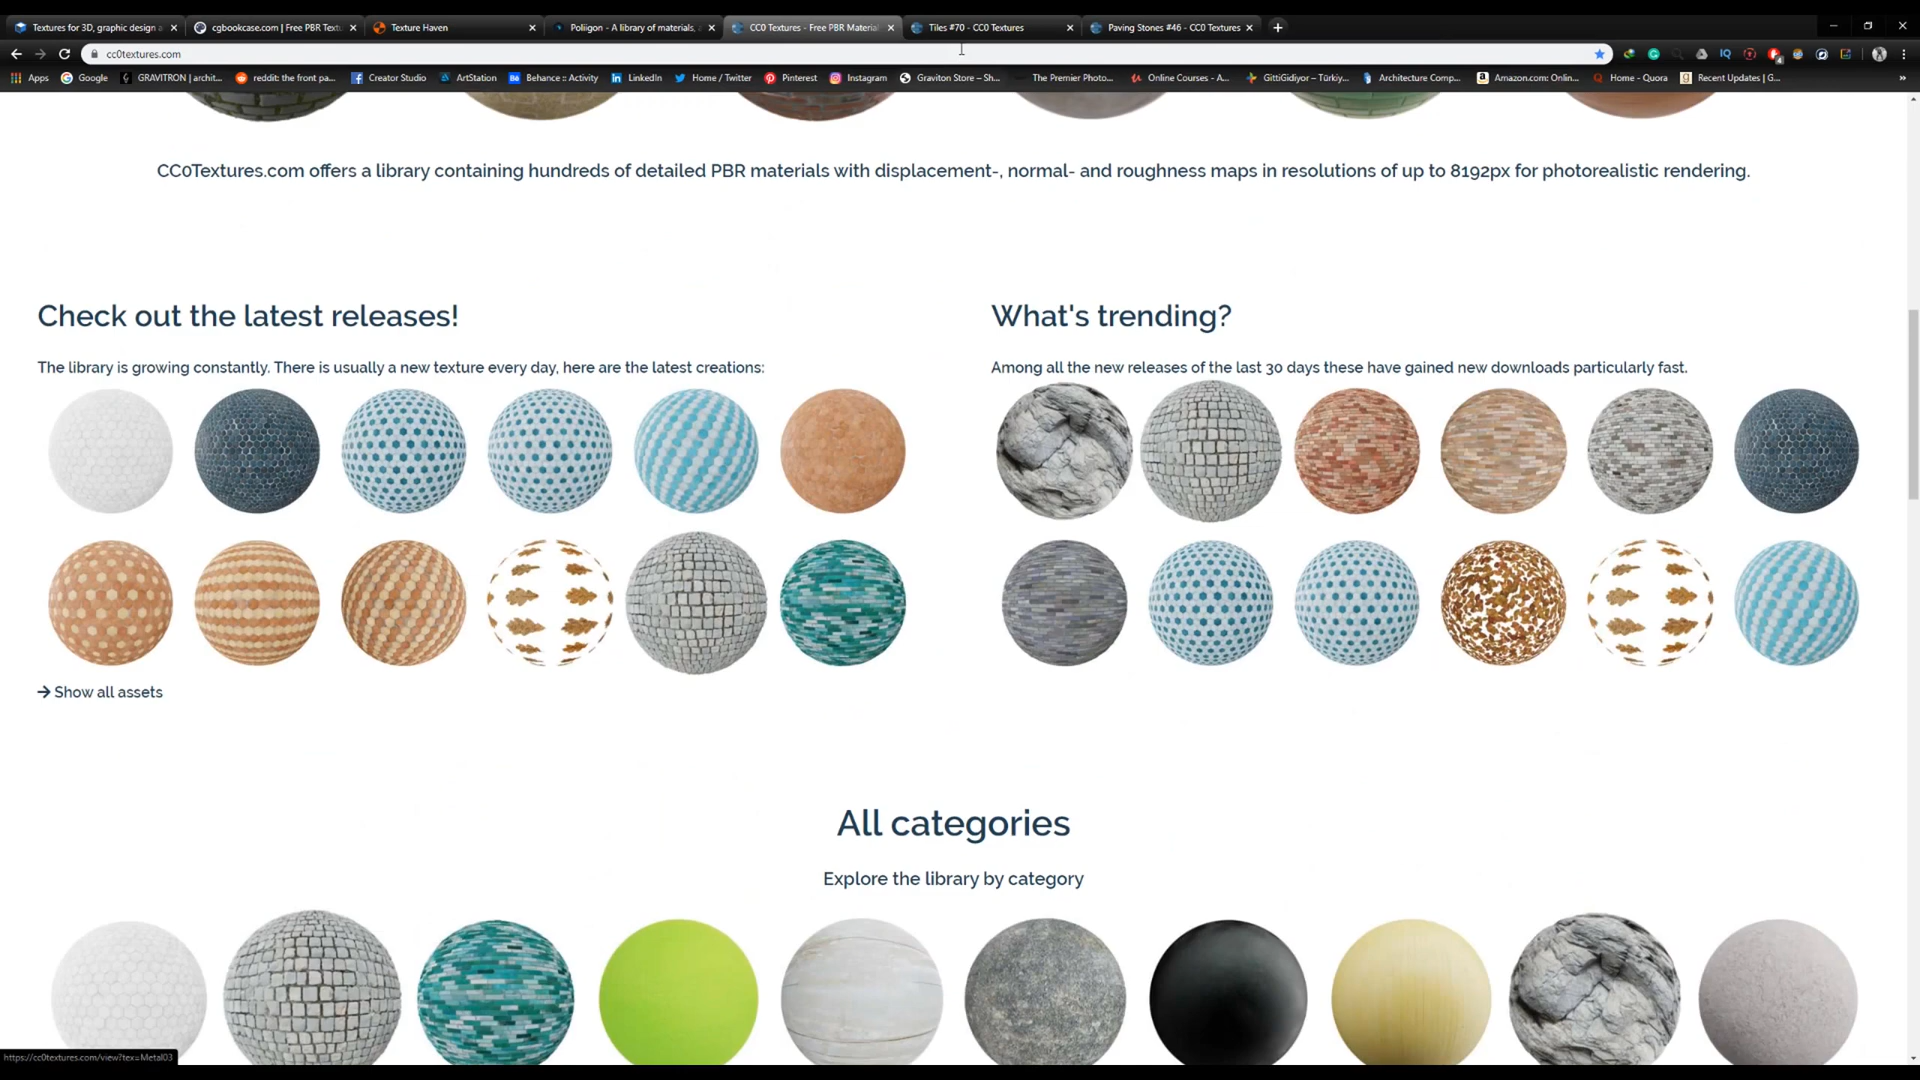 Textures for 3D, graphic design a
cgbookcase.com | Free PBR Textu
Texture Haven
Poliigon - A library of materials,
CC0 Textures - Free PBR Material
Tiles #70 - CC0 Textures
Paving Stones #46 - CC0 Textures
cc0textures.com
Apps
Google
GRAVITRON | archit...
reddit: the front pa...
Creator Studio
ArtStation
Behance :: Activity
LinkedIn
Home / Twitter
Pinterest
Instagram
Graviton Store – Sh...
The Premier Photo...
Online Courses - A...
GittiGidiyor – Türkiy...
Architecture Comp...
Amazon.com: Onlin...
Home - Quora
Recent Updates | G...
CC0Textures.com offers a library containing hundreds of detailed PBR materials with displacement-, normal- and roughness maps in resolutions of up to 8192px for photorealistic rendering.
Check out the latest releases!
The library is growing constantly. There is usually a new texture every day, here are the latest creations:
What's trending?
Among all the new releases of the last 30 days these have gained new downloads particularly fast.
→ Show all assets
All categories
Explore the library by category
https://cc0textures.com/view?tex=Metal03